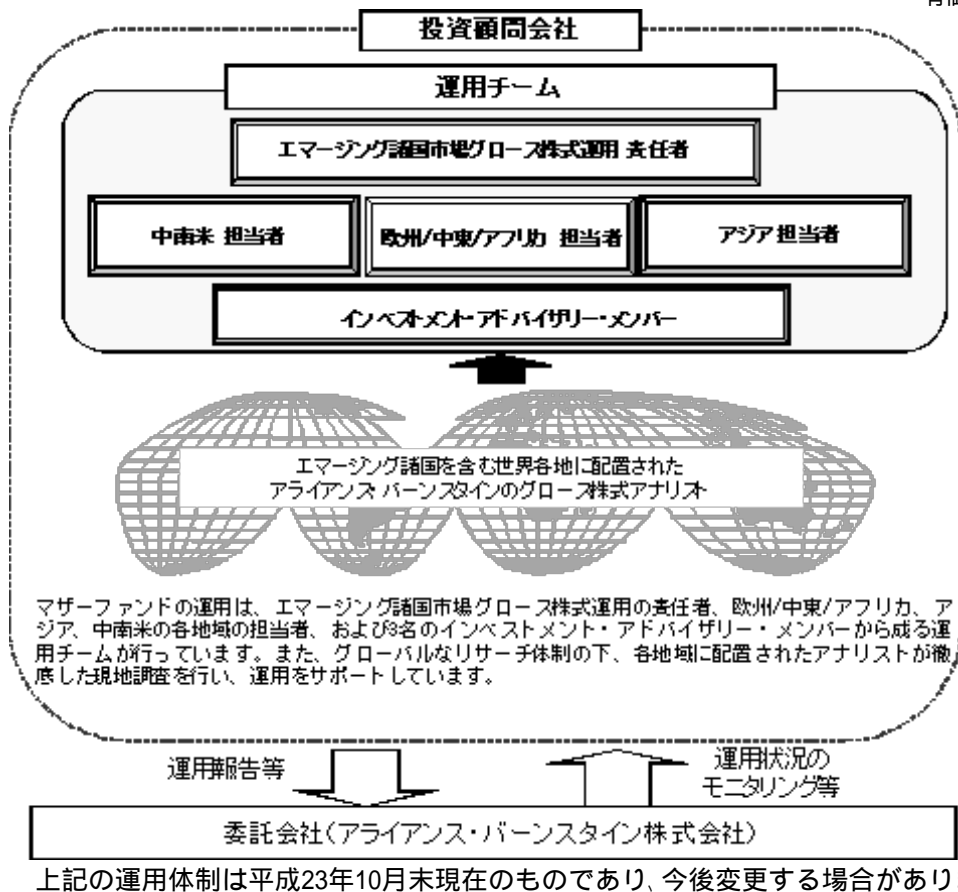 投資顧問会社
運用チーム
エマージング諸国市場グロース株式運用 責任者
中南米 担当者
欧州/中東/アフリカ 担当者
アジア 担当者
インベストメント・アドバイザリー・メンバー
エマージング諸国を含む世界各地に配置された
アライアンス・バーンスタインのグロース株式アナリスト
マザーファンドの運用は、エマージング諸国市場グロース株式運用の責任者、欧州/中東/アフリカ、ア
ジア、中南米の各地域の担当者、および3名のインベストメント・アドバイザリー・メンバーから成る運
用チームが行っています。また、グローバルなリサーチ体制の下、各地域に配置されたアナリストが徹
底した現地調査を行い、運用をサポートしています。
運用報告等
運用状況の
モニタリング等
委託会社(アライアンス・バーンスタイン株式会社)
上記の運用体制は平成23年10月末現在のものであり、今後変更する場合があり